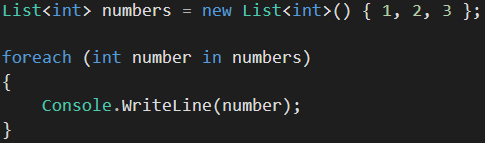 List<int> numbers = new List<int>() { 1, 2, 3 };
foreach (int number in numbers)
{
    Console.WriteLine(number);
}